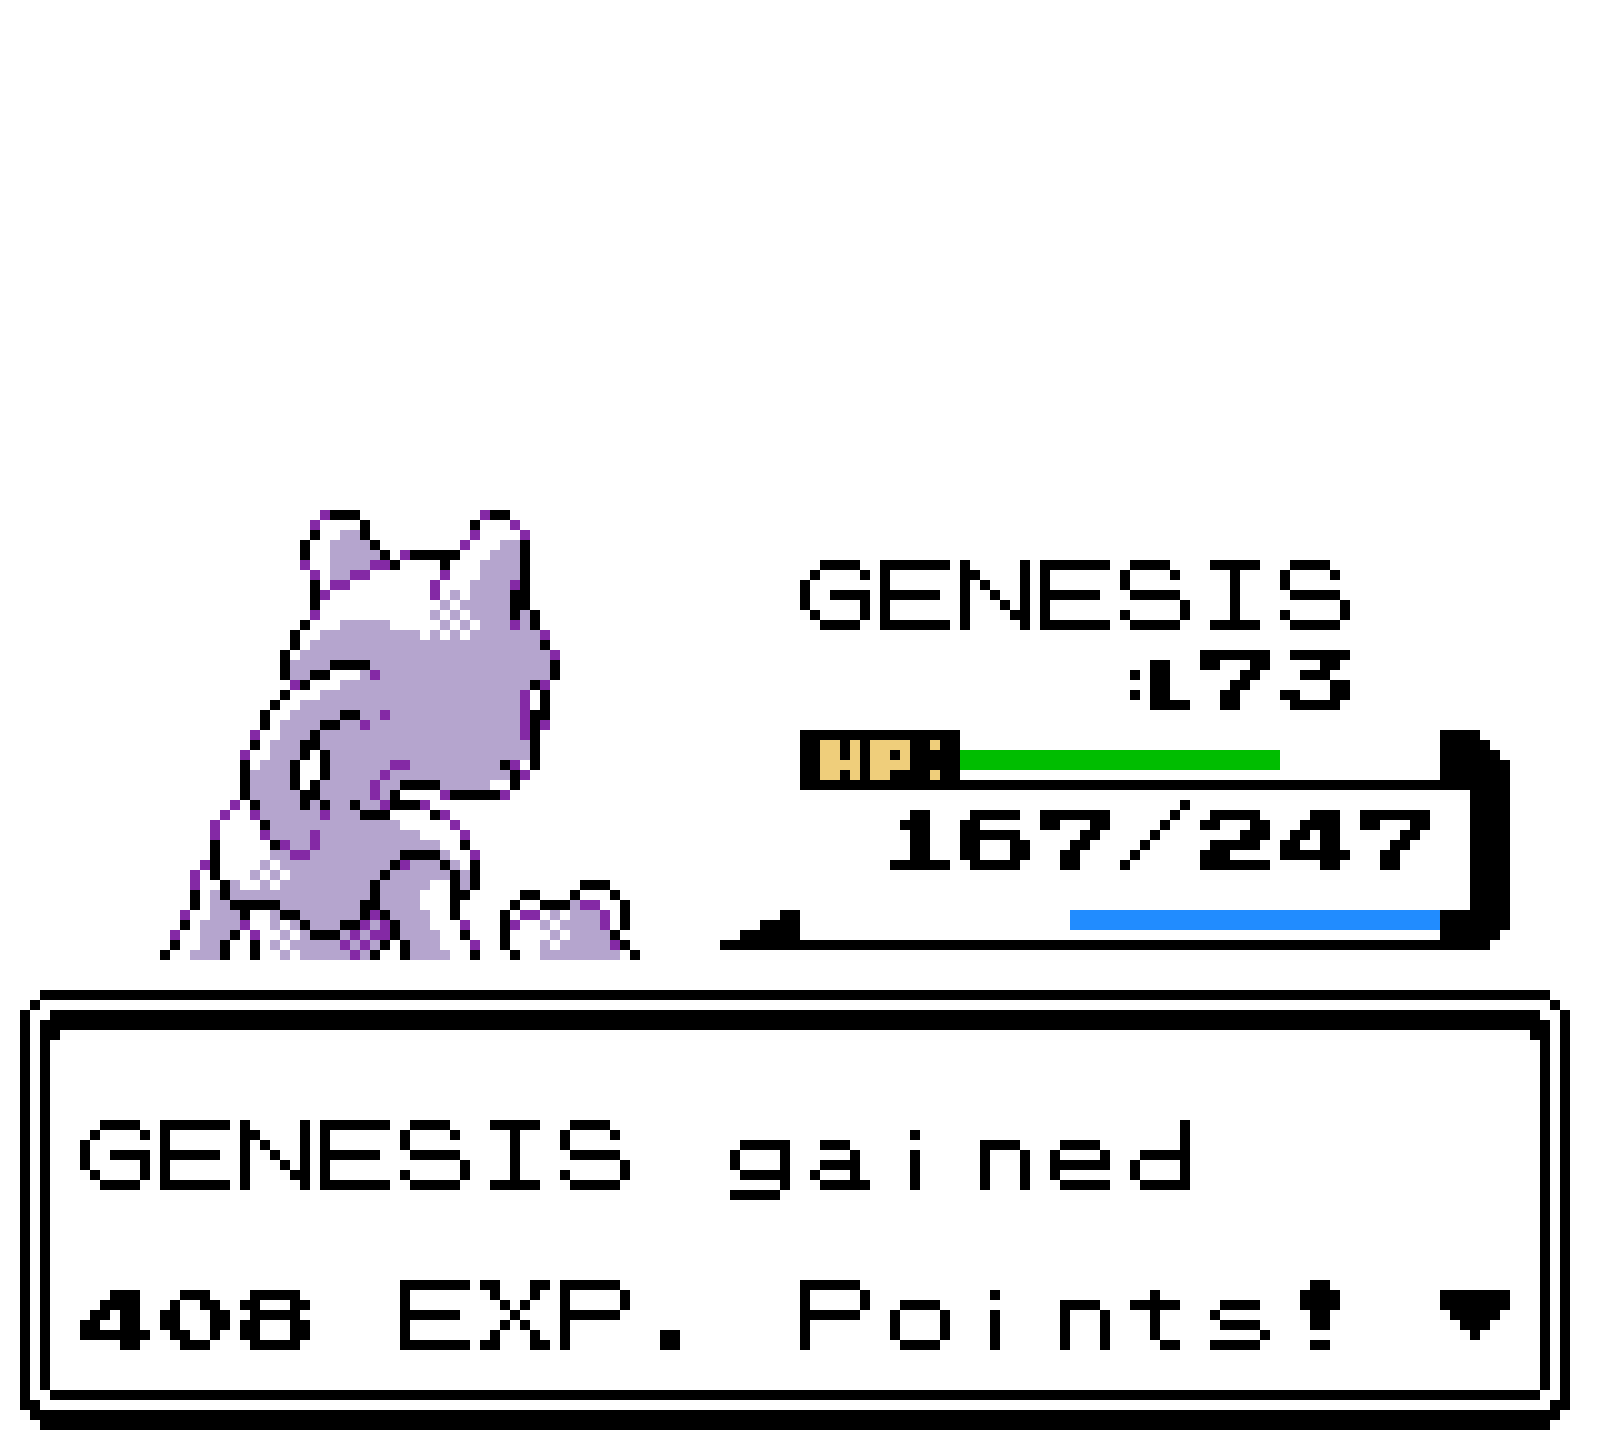 GENESIS
:L73
HP:
167/247
GENESIS gained
408 EXP. Points!